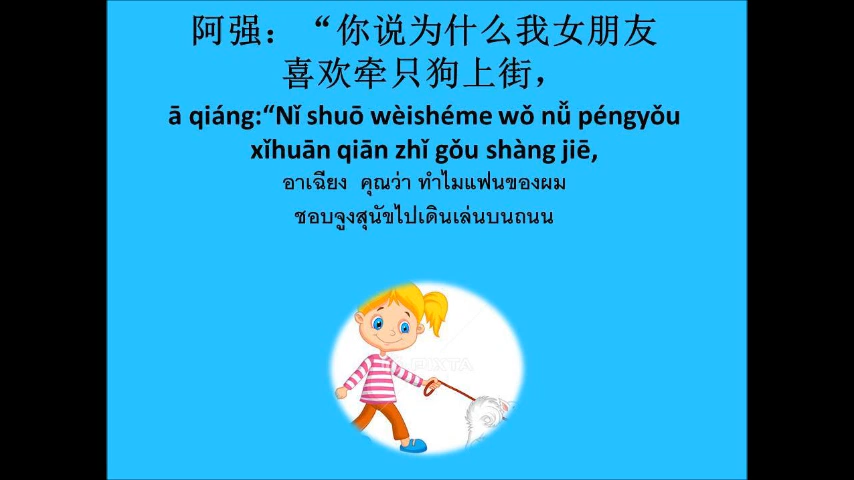 阿强：“你说为什么我女朋友
喜欢牵只狗上街，
ā qiáng:“Nǐ shuō wèishéme wǒ nǚ péngyǒu
xǐhuān qiān zhǐ gǒu shàng jiē,
อาเฉียง คุณว่า ทำไมแฟนของผม
ชอบจูงสุนัขไปเดินเล่นบนถนน